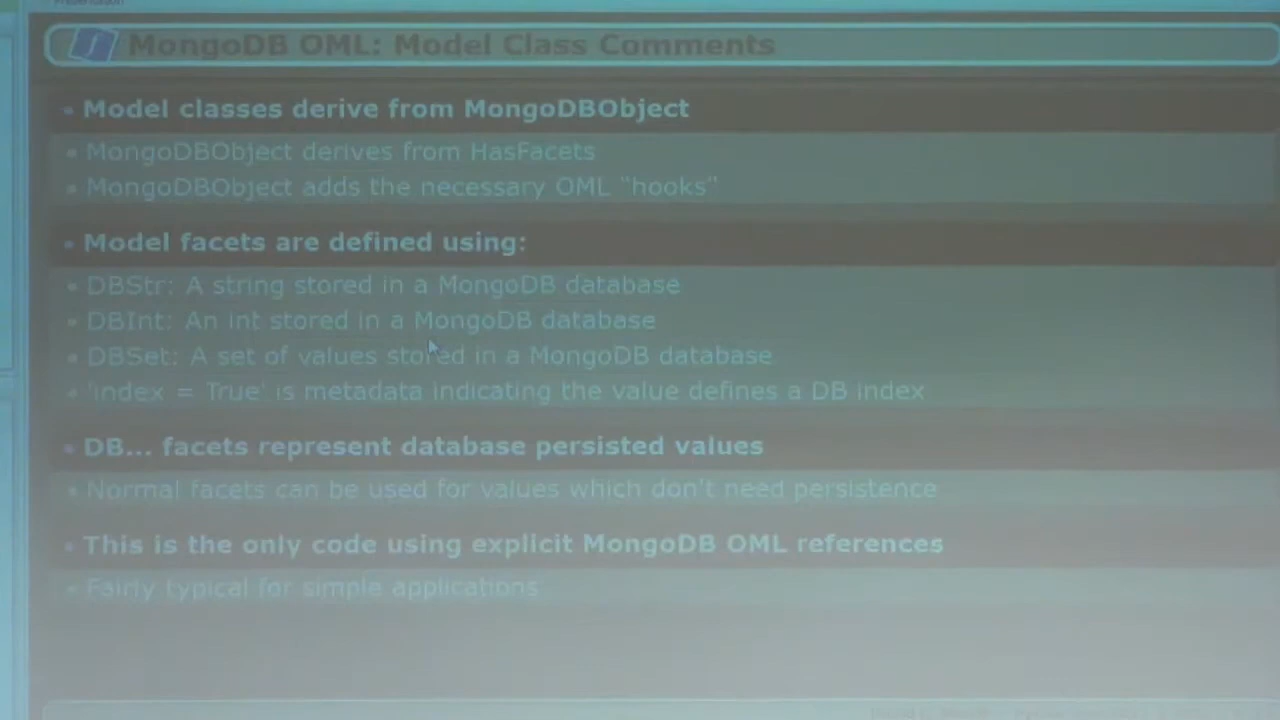 Presentation
MongoDB OML: Model Class Comments
• Model classes derive from MongoDBObject
• MongoDBObject derives from HasFacets
• MongoDBObject adds the necessary OML "hooks"
• Model facets are defined using:
• DBStr: A string stored in a MongoDB database
• DBInt: An int stored in a MongoDB database
• DBSet: A set of values stored in a MongoDB database
• 'index = True' is metadata indicating the value defines a DB index
• DB... facets represent database persisted values
• Normal facets can be used for values which don't need persistence
• This is the only code using explicit MongoDB OML references
• Fairly typical for simple applications